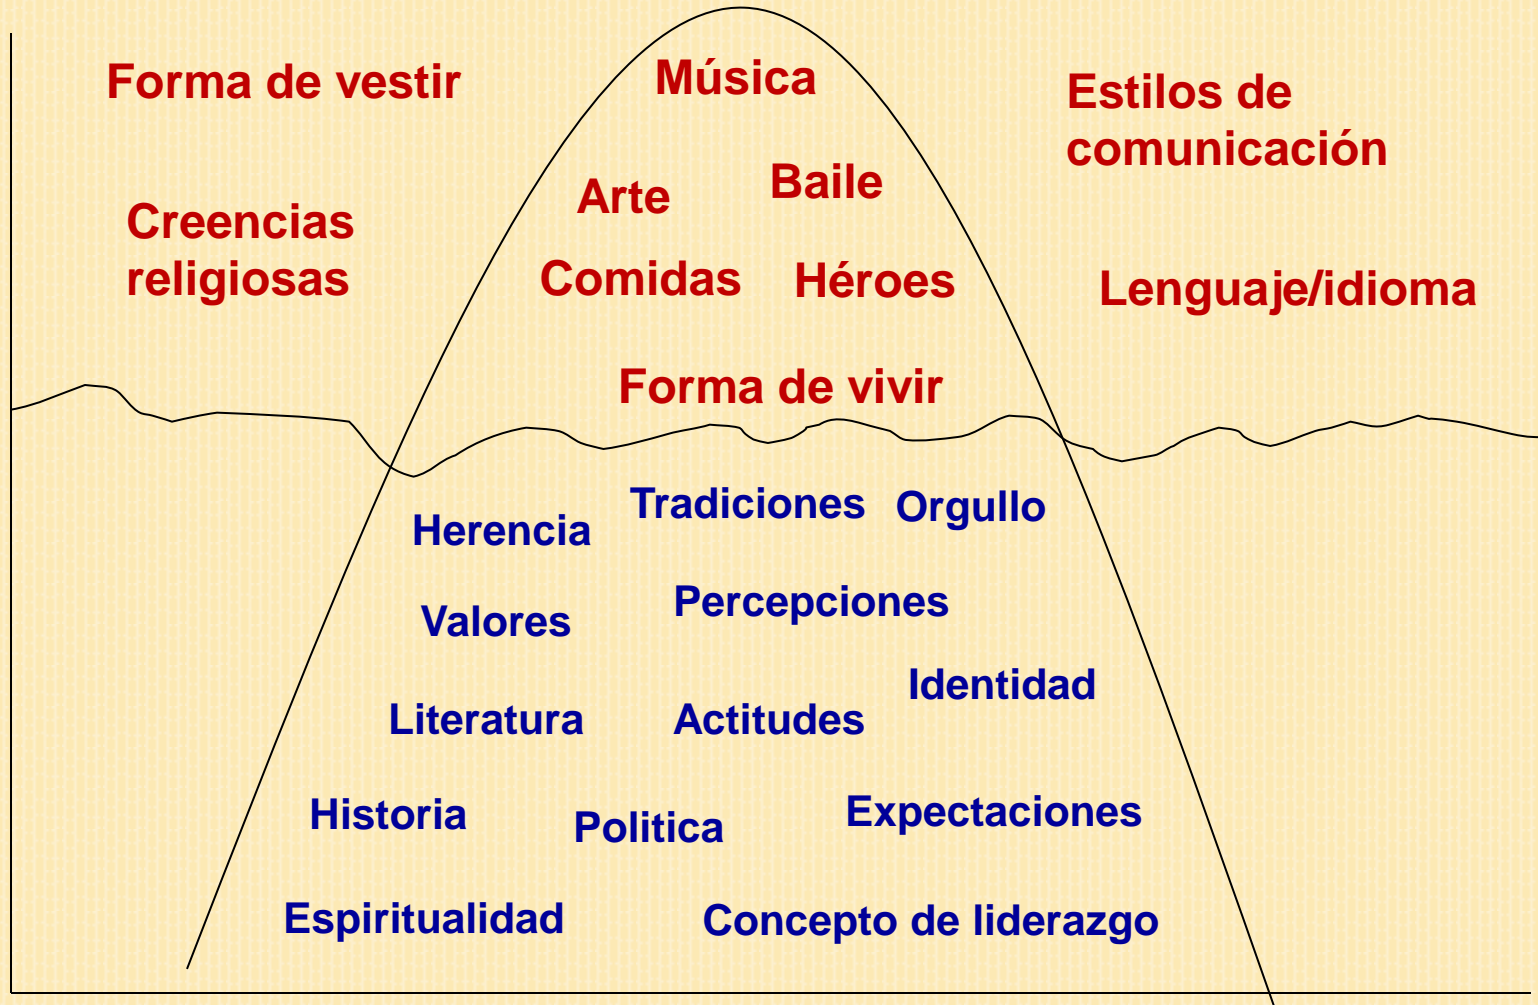 Forma de vestir
Música
Estilos de
comunicación
Arte
Baile
Creencias
religiosas
Comidas
Héroes
Lenguaje/idioma
Forma de vivir
Tradiciones
Orgullo
Herencia
Percepciones
Valores
Identidad
Literatura
Actitudes
Historia
Politica
Expectaciones
Espiritualidad
Concepto de liderazgo